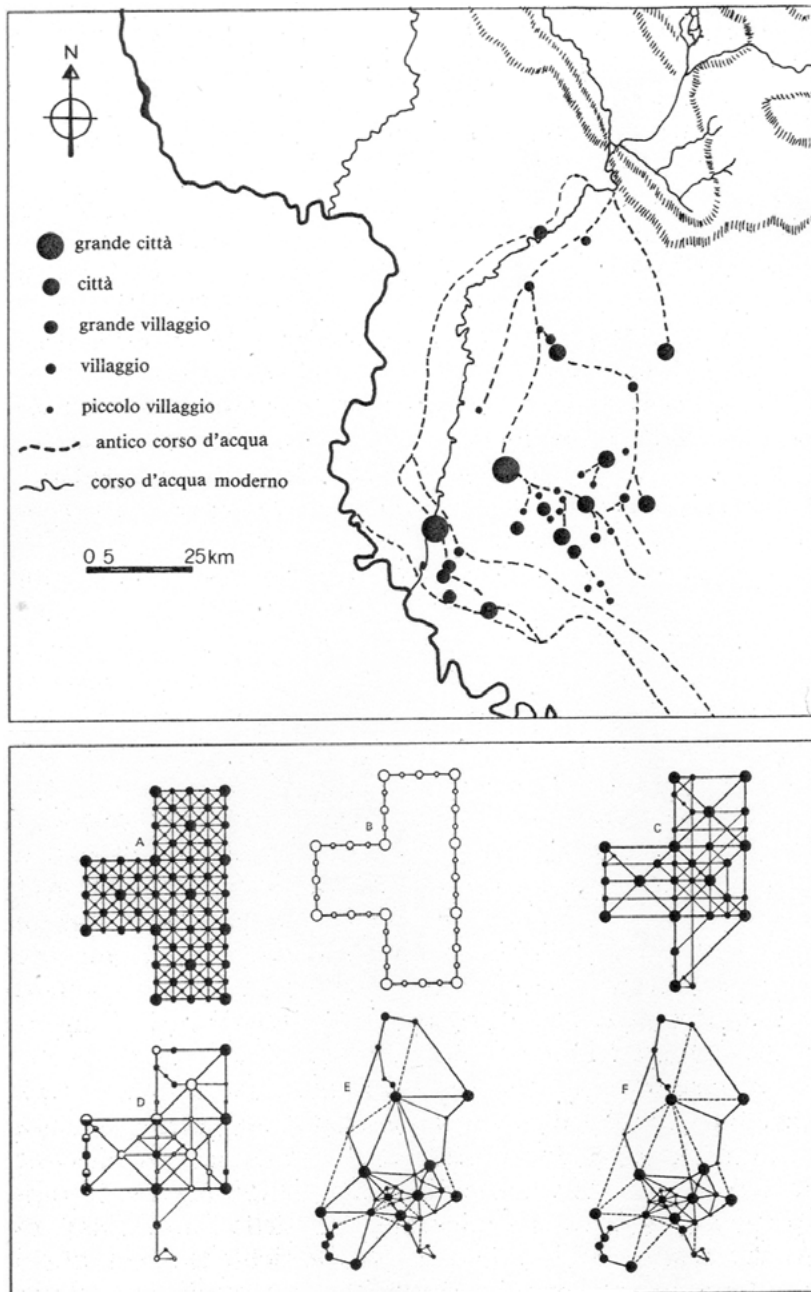 N
grande città
città
grande villaggio
villaggio
piccolo villaggio
antico corso d'acqua
corso d'acqua moderno
0 5 25km
A
B
C
D
E
F